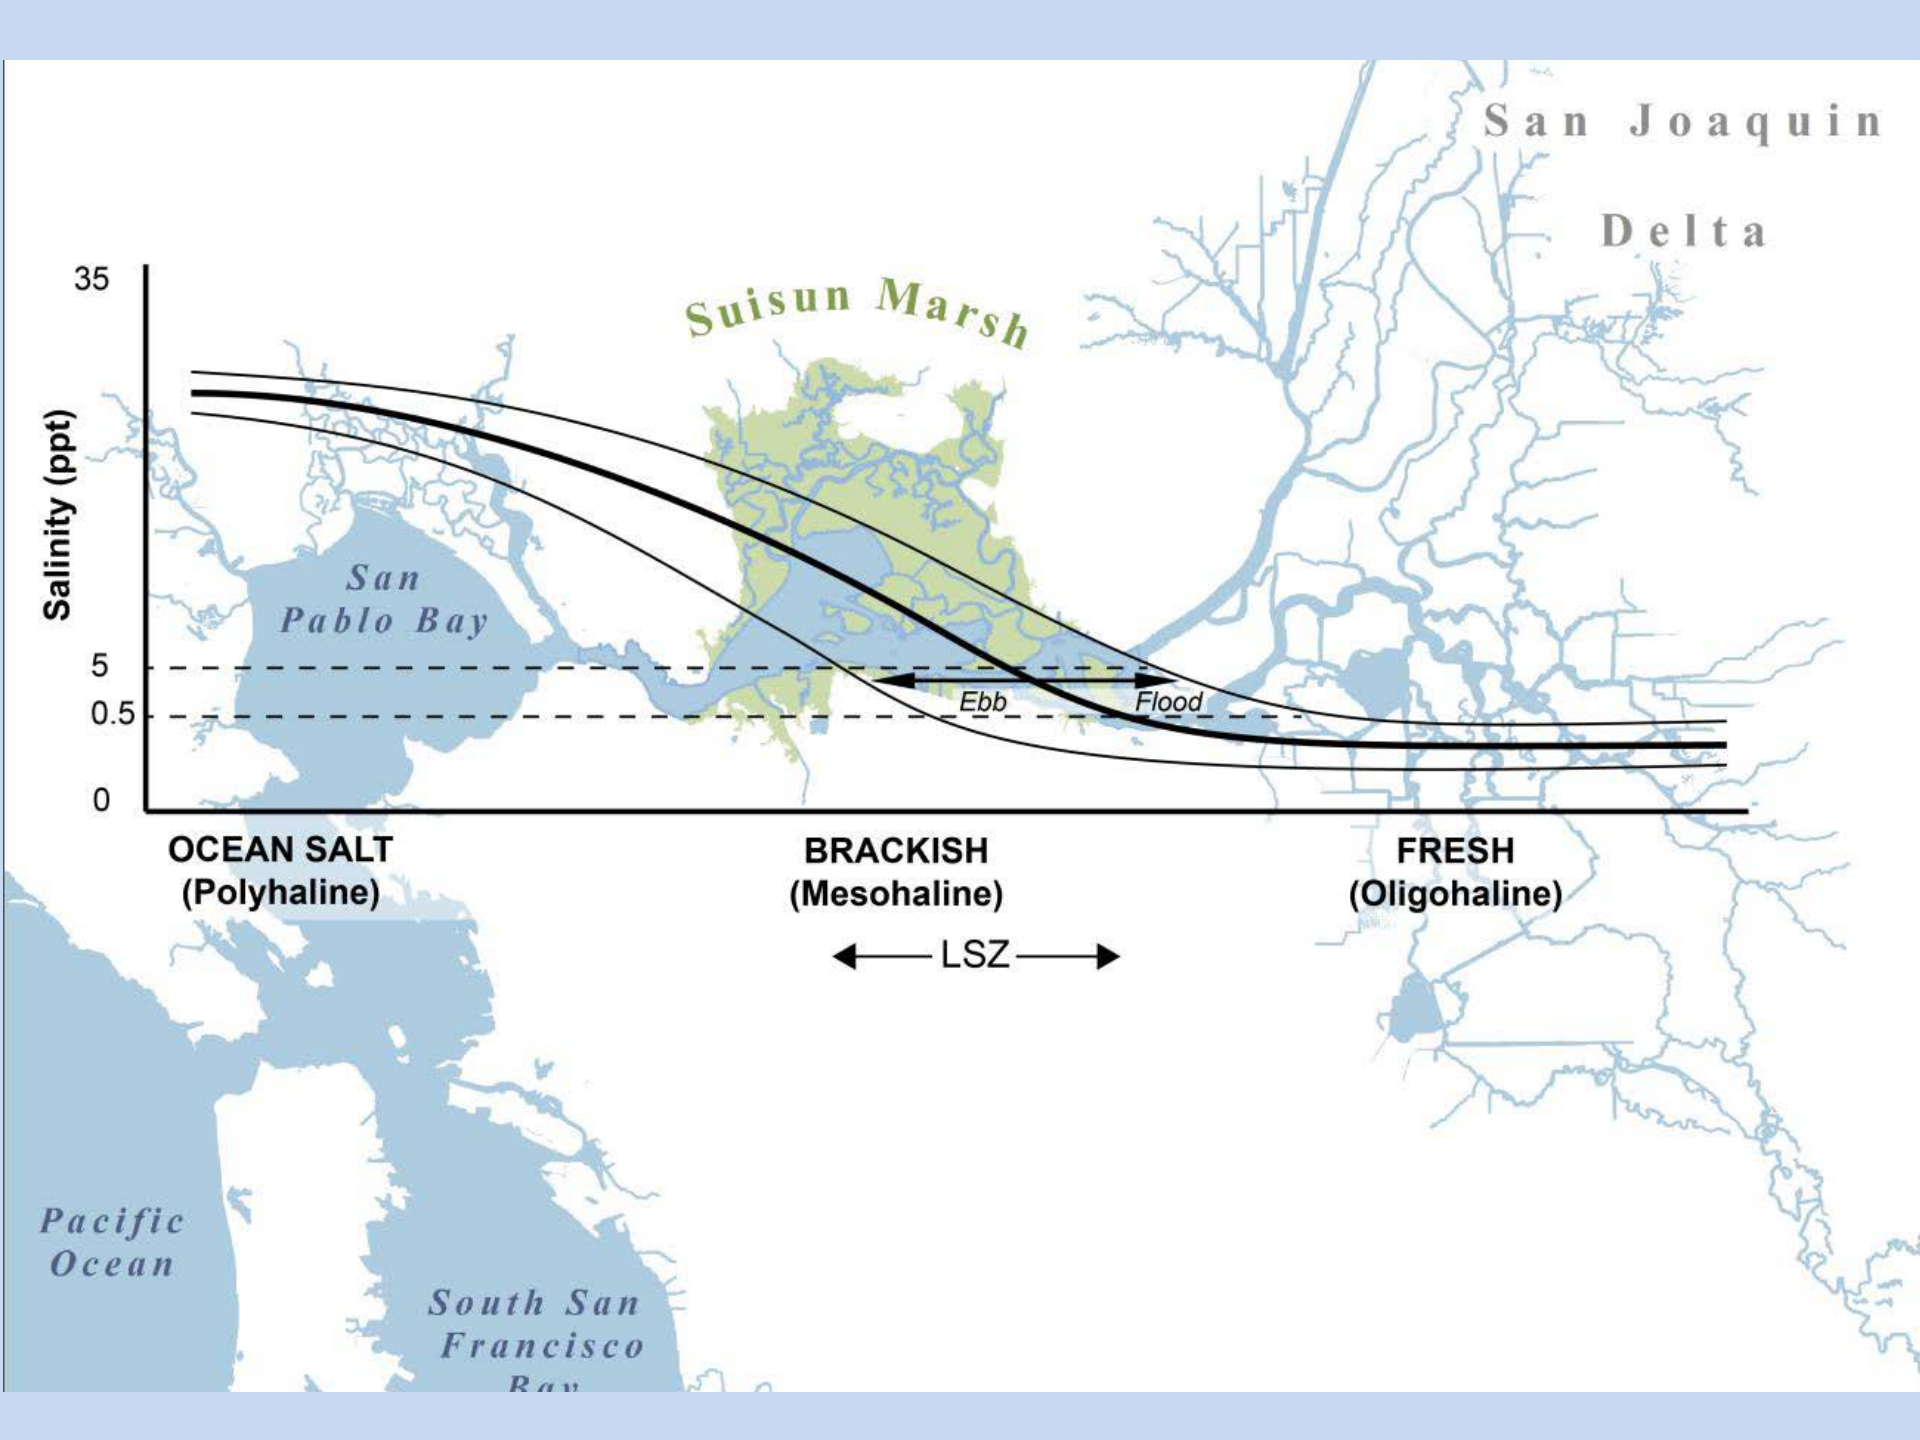 San Joaquin
Delta
Suisun Marsh
35
Salinity (ppt)
San
Pablo Bay
5
0.5
Ebb
Flood
0
OCEAN SALT
(Polyhaline)
BRACKISH
(Mesohaline)
FRESH
(Oligohaline)
LSZ
Pacific
Ocean
South San
Francisco
Bay